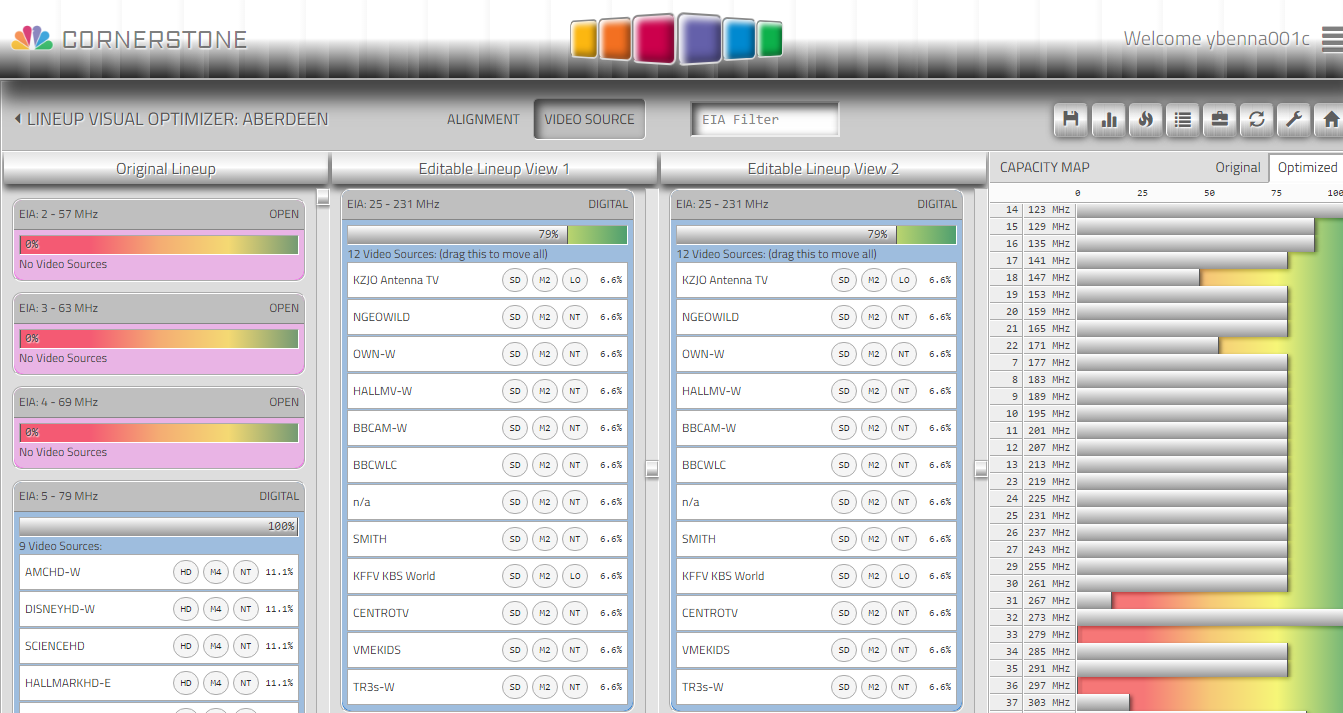 CORNERSTONE
Welcome ybenna001c
LINEUP VISUAL OPTIMIZER: ABERDEEN
ALIGNMENT
VIDEO SOURCE
EIA Filter
Original Lineup
EIA: 2 - 57 MHz OPEN
0%
No Video Sources
EIA: 3 - 63 MHz OPEN
0%
No Video Sources
EIA: 4 - 69 MHz OPEN
0%
No Video Sources
EIA: 5 - 79 MHz DIGITAL
100%
9 Video Sources:
AMCHD-W HD M4 NT 11.1%
DISNEYHD-W HD M4 NT 11.1%
SCIENCEHD HD M4 NT 11.1%
HALLMARKHD-E HD M4 NT 11.1%
Editable Lineup View 1
EIA: 25 - 231 MHz DIGITAL
79%
12 Video Sources: (drag this to move all)
KZJO Antenna TV SD M2 LO 6.6%
NGEOWILD SD M2 NT 6.6%
OWN-W SD M2 NT 6.6%
HALLMV-W SD M2 NT 6.6%
BBCAM-W SD M2 NT 6.6%
BBCWLC SD M2 NT 6.6%
n/a SD M2 NT 6.6%
SMITH SD M2 NT 6.6%
KFFV KBS World SD M2 LO 6.6%
CENTROTV SD M2 NT 6.6%
VMEKIDS SD M2 NT 6.6%
TR3s-W SD M2 NT 6.6%
Editable Lineup View 2
EIA: 25 - 231 MHz DIGITAL
79%
12 Video Sources: (drag this to move all)
KZJO Antenna TV SD M2 LO 6.6%
NGEOWILD SD M2 NT 6.6%
OWN-W SD M2 NT 6.6%
HALLMV-W SD M2 NT 6.6%
BBCAM-W SD M2 NT 6.6%
BBCWLC SD M2 NT 6.6%
n/a SD M2 NT 6.6%
SMITH SD M2 NT 6.6%
KFFV KBS World SD M2 LO 6.6%
CENTROTV SD M2 NT 6.6%
VMEKIDS SD M2 NT 6.6%
TR3s-W SD M2 NT 6.6%
CAPACITY MAP Original Optimized
0 25 50 75 100
14 123 MHz
15 129 MHz
16 135 MHz
17 141 MHz
18 147 MHz
19 153 MHz
20 159 MHz
21 165 MHz
22 171 MHz
7 177 MHz
8 183 MHz
9 189 MHz
10 195 MHz
11 201 MHz
12 207 MHz
13 213 MHz
23 219 MHz
24 225 MHz
25 231 MHz
26 237 MHz
27 243 MHz
29 255 MHz
30 261 MHz
31 267 MHz
32 273 MHz
33 279 MHz
34 285 MHz
35 291 MHz
36 297 MHz
37 303 MHz